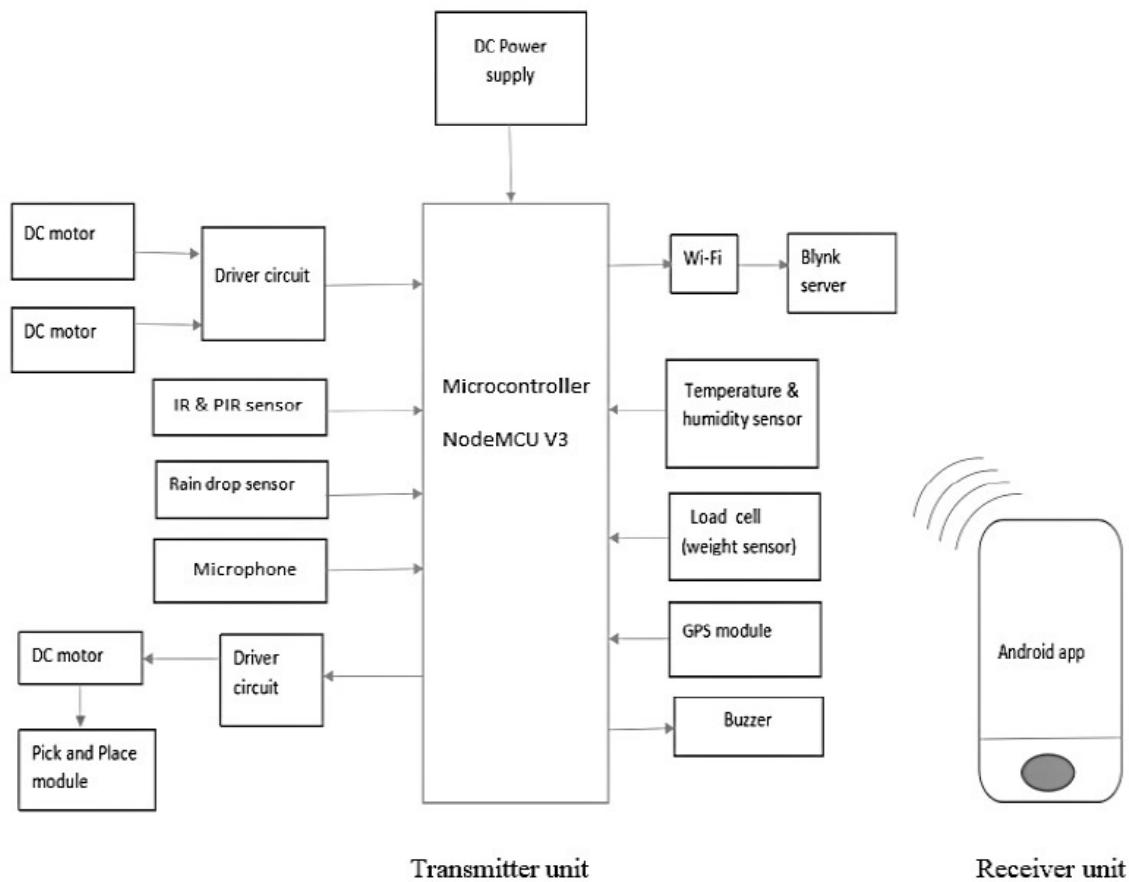 DC Power
supply
DC motor
Driver circuit
DC motor
Wi-Fi
Blynk
server
IR & PIR sensor
Rain drop sensor
Microphone
Microcontroller
NodeMCU V3
Temperature &
humidity sensor
Load cell
(weight sensor)
GPS module
Buzzer
DC motor
Driver
circuit
Pick and Place
module
Android app
Transmitter unit
Receiver unit